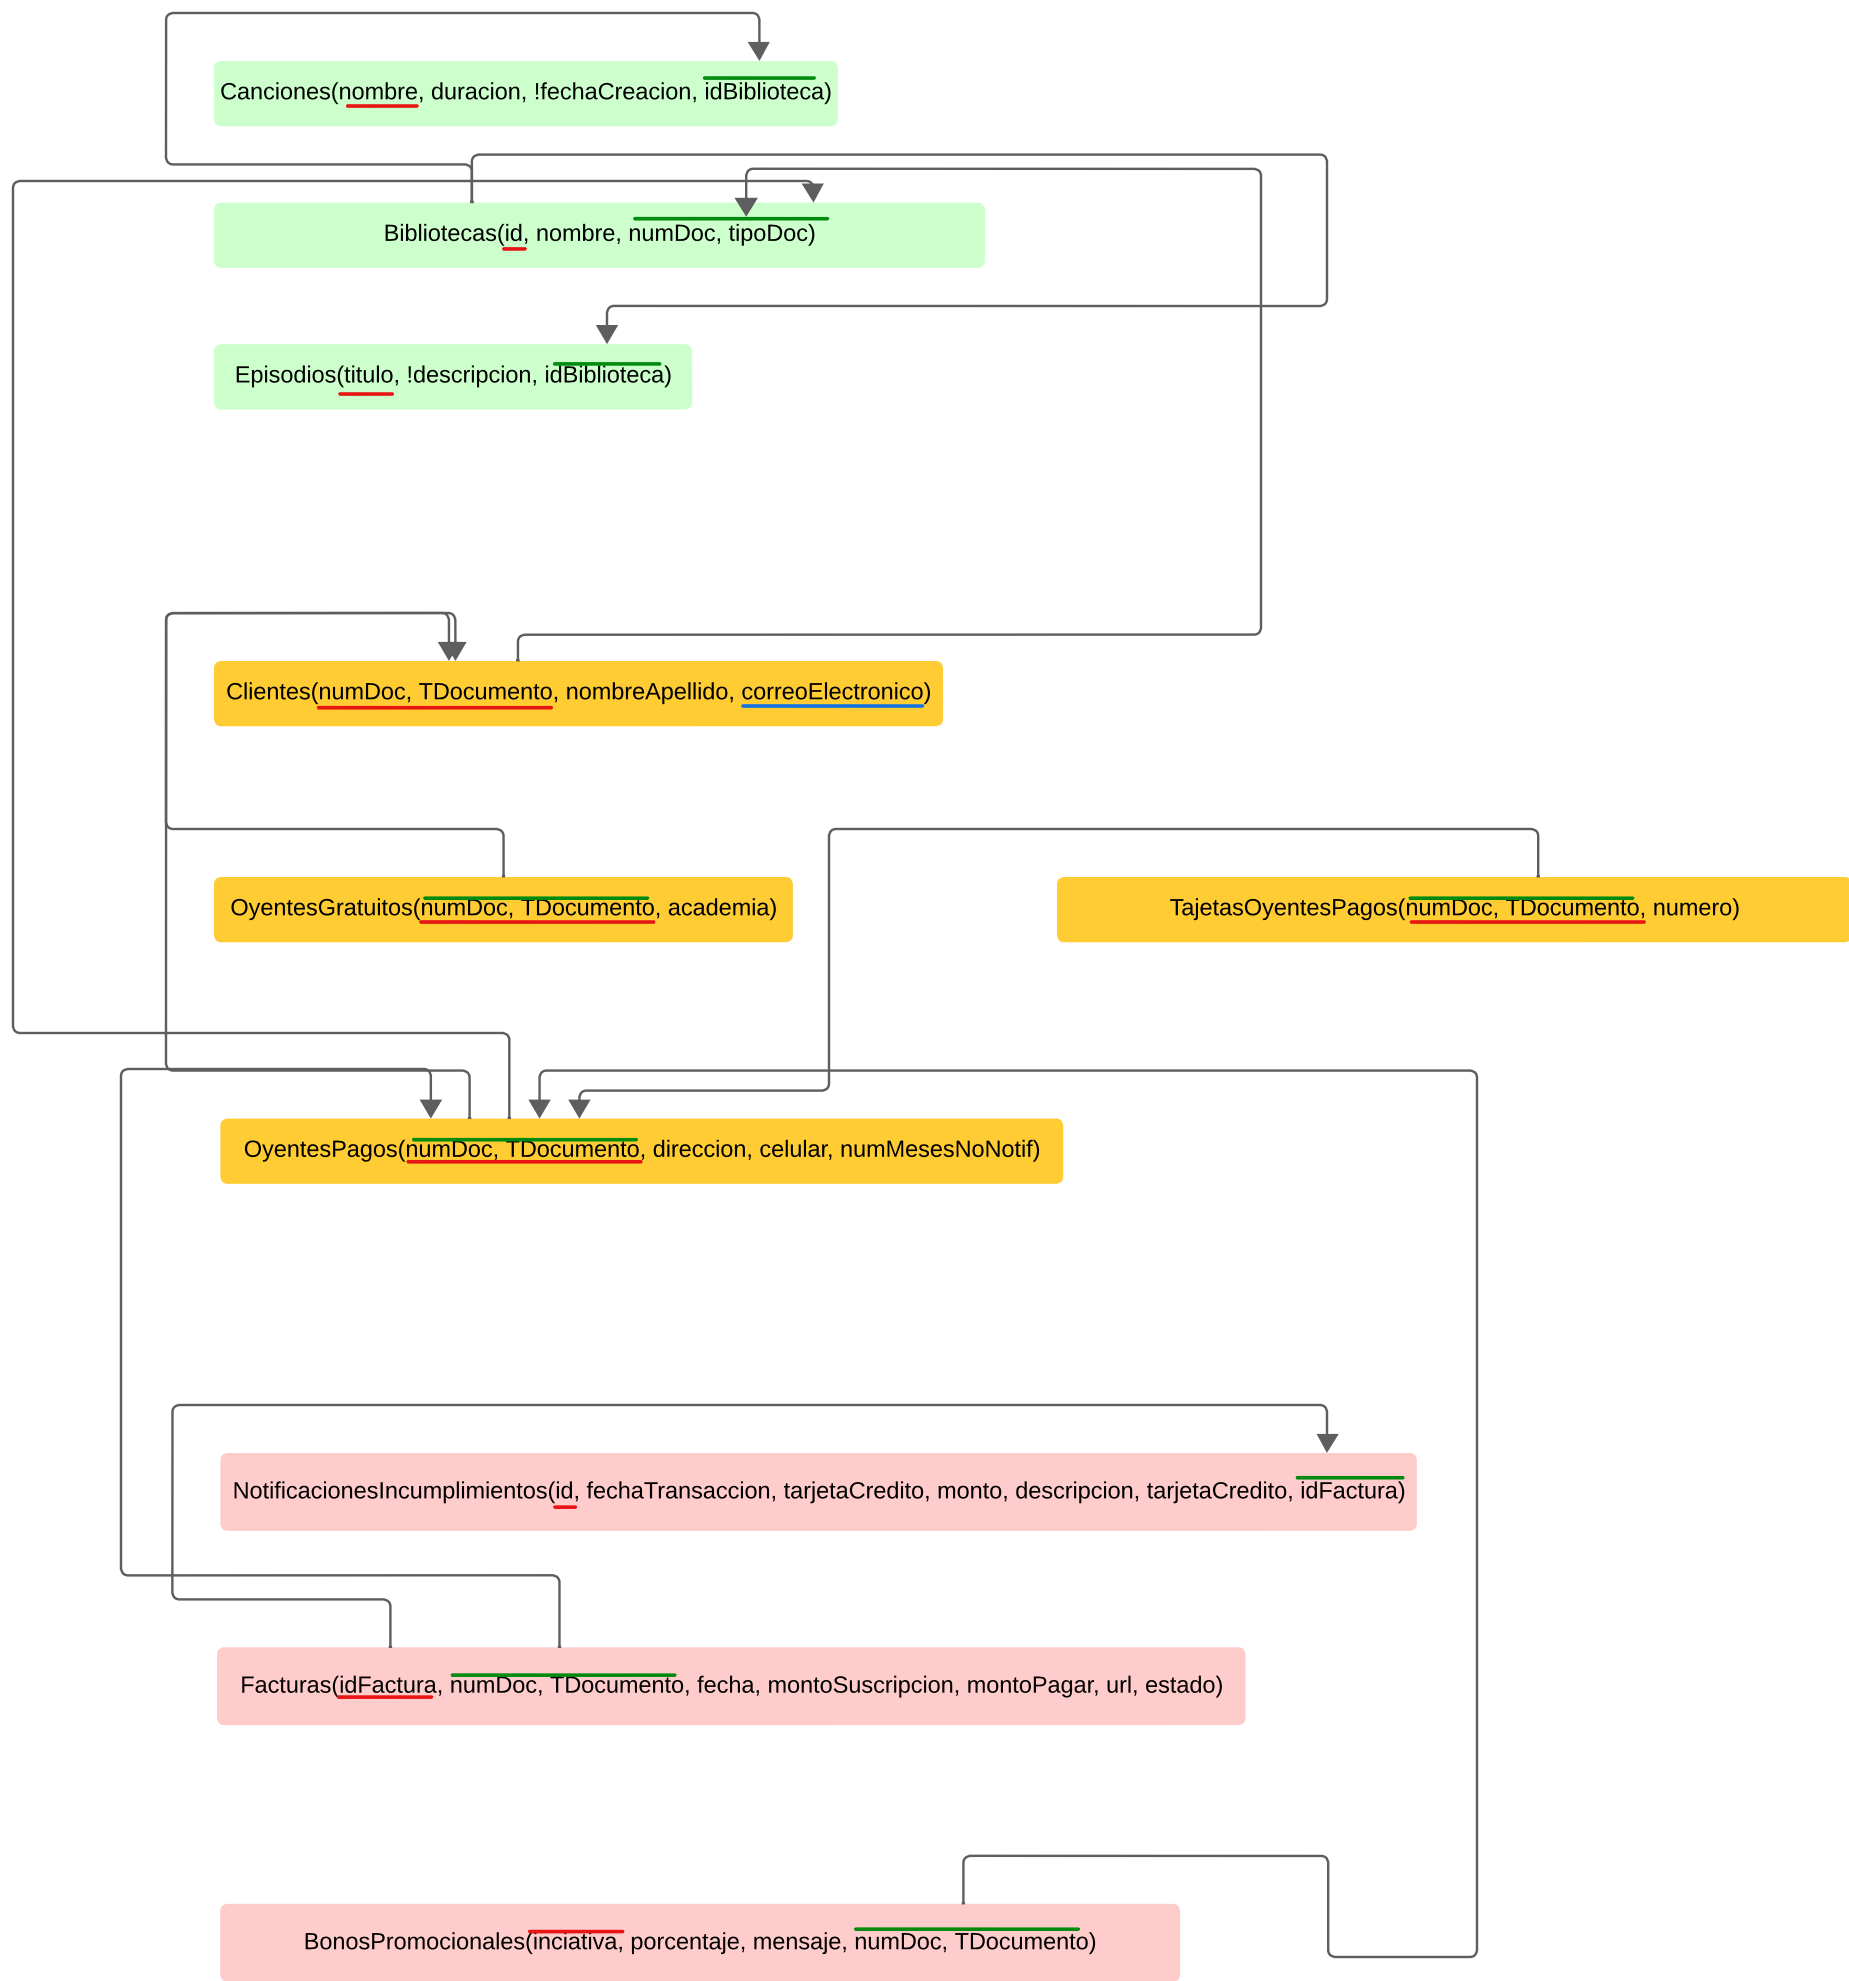 Canciones(nombre, duracion, !fechaCreacion, idBiblioteca)
Bibliotecas(id, nombre, numDoc, tipoDoc)
Episodios(titulo, !descripcion, idBiblioteca)
Clientes(numDoc, TDocumento, nombreApellido, correoElectronico)
OyentesGratuitos(numDoc, TDocumento, academia)
TajetasOyentesPagos(numDoc, TDocumento, numero)
OyentesPagos(numDoc, TDocumento, direccion, celular, numMesesNoNotif)
NotificacionesIncumplimientos(id, fechaTransaccion, tarjetaCredito, monto, descripcion, tarjetaCredito, idFactura)
Facturas(idFactura, numDoc, TDocumento, fecha, montoSuscripcion, montoPagar, url, estado)
BonosPromocionales(inciativa, porcentaje, mensaje, numDoc, TDocumento)